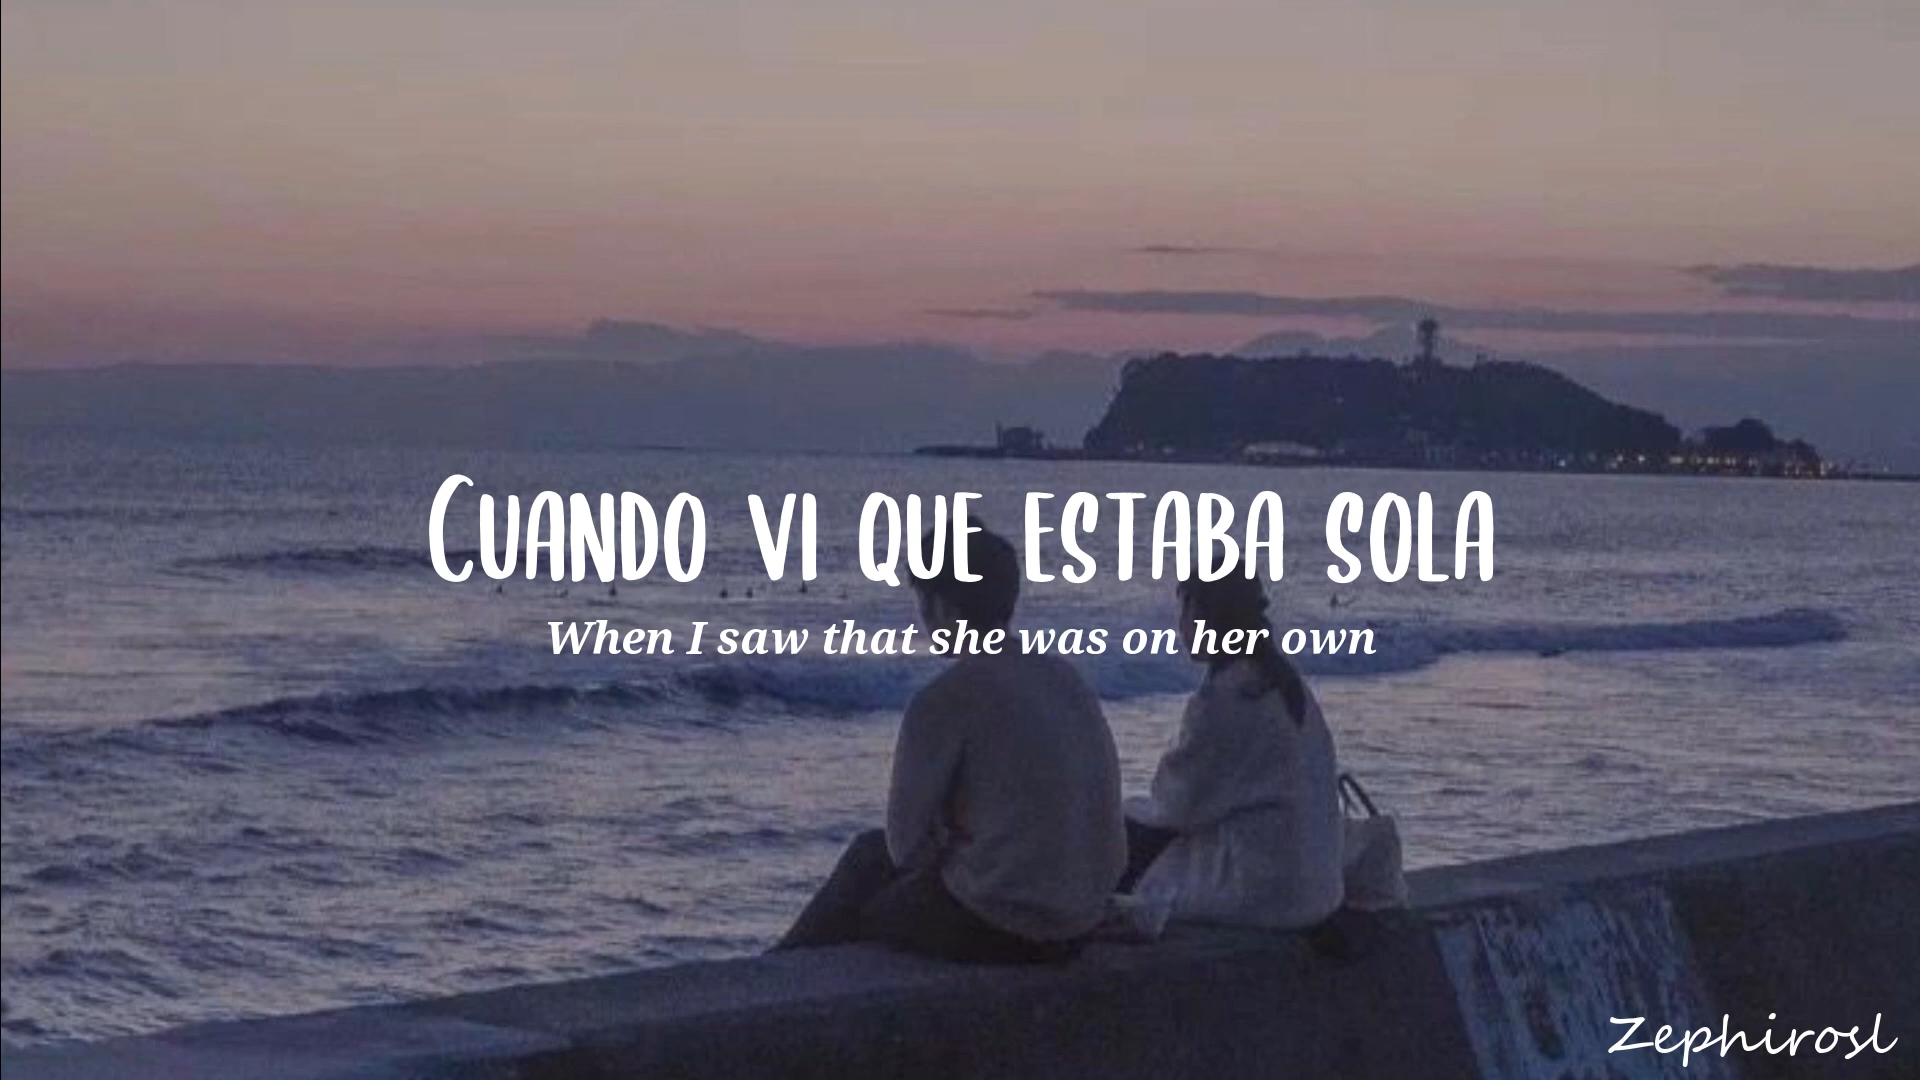 Cuando vi que estaba sola
When I saw that she was on her own
Zephirosl